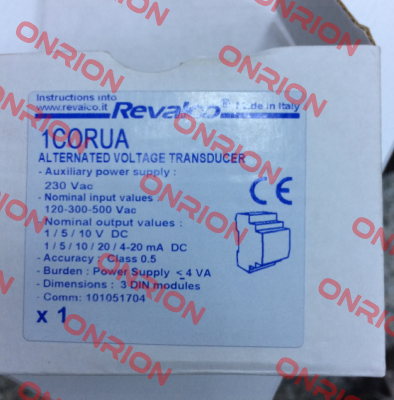 ONRION
ONRION
ONRION
Instructions into
www.revalco.it
Revalco®
Made in Italy
1CORUA
ALTERNATED VOLTAGE TRANSDUCER
- Auxiliary power supply :
230 Vac
- Nominal input values :
120-300-500 Vac
Nominal output values :
1 / 5 / 10 V DC
1 / 5 / 10 / 20 / 4-20 mA DC
- Accuracy : Class 0.5
- Burden : Power Supply ≤ 4 VA
- Dimensions : 3 DIN modules
- Comm: 101051704
x 1
CE
ONRION
ONRION
ONRION
ONRION
ONRION
ONRION